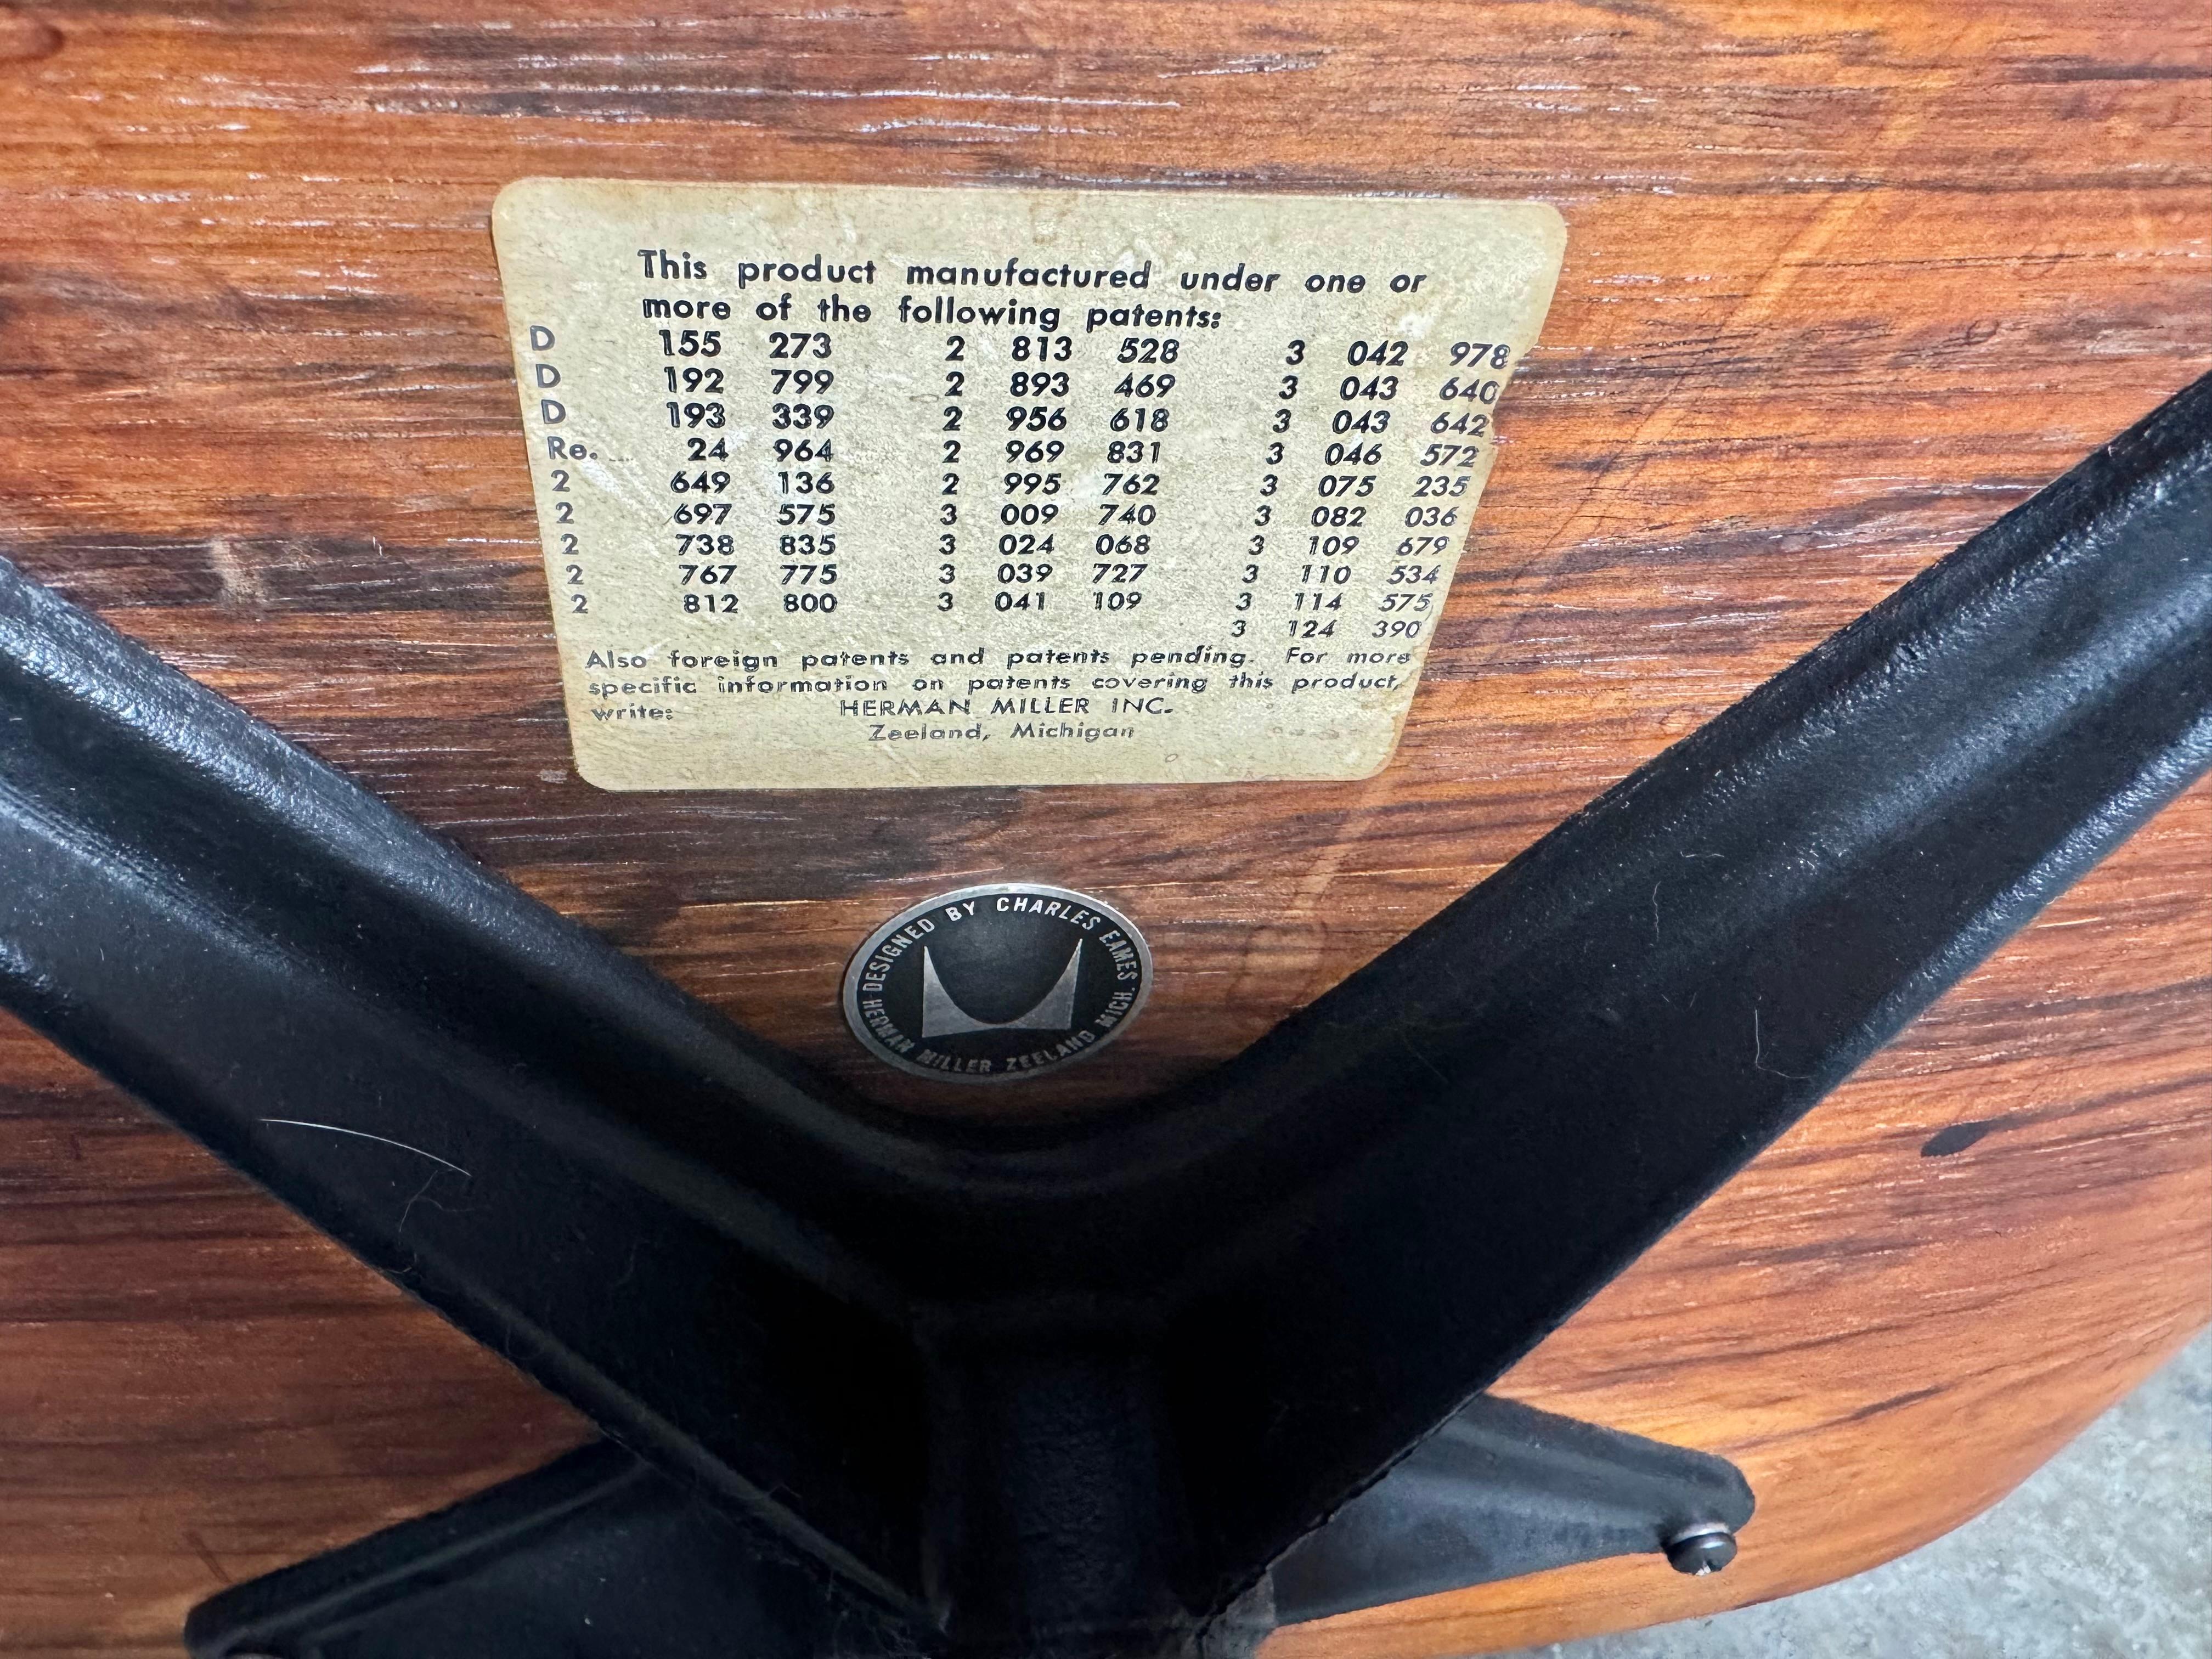 This product manufactured under one or
more of the following patents:
D 155 273 2 813 528 3 042 978
D 192 799 2 893 469 3 043 640
D 193 339 2 956 618 3 043 642
Re. 24 964 2 969 831 3 046 572
2 649 136 2 995 762 3 075 235
2 697 575 3 009 740 3 082 036
2 738 835 3 024 068 3 109 679
2 767 775 3 039 727 3 110 534
2 812 800 3 041 109 3 114 575
3 124 390
Also foreign patents and patents pending. For more
specific information on patents covering this product,
write: HERMAN MILLER INC.
Zeeland, Michigan
DESIGNED BY CHARLES EAMES
HERMAN MILLER ZEELAND MICH.